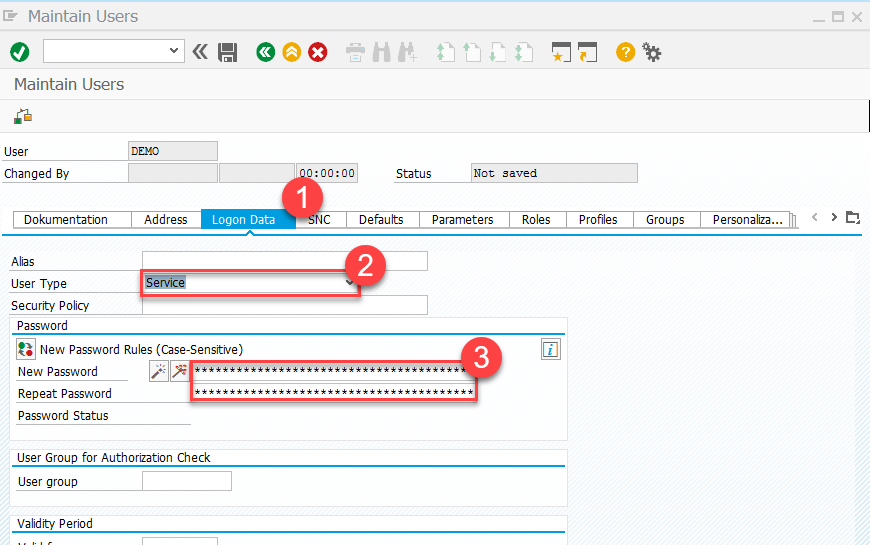 Maintain Users
Maintain Users
User DEMO
Changed By 00:00:00 Status Not saved
1
Dokumentation Address Logon Data SNC Defaults Parameters Roles Profiles Groups Personaliza...
Alias
2
User Type Service
Security Policy
Password
New Password Rules (Case-Sensitive)
3
New Password ****************************************
Repeat Password ****************************************
Password Status
User Group for Authorization Check
User group
Validity Period